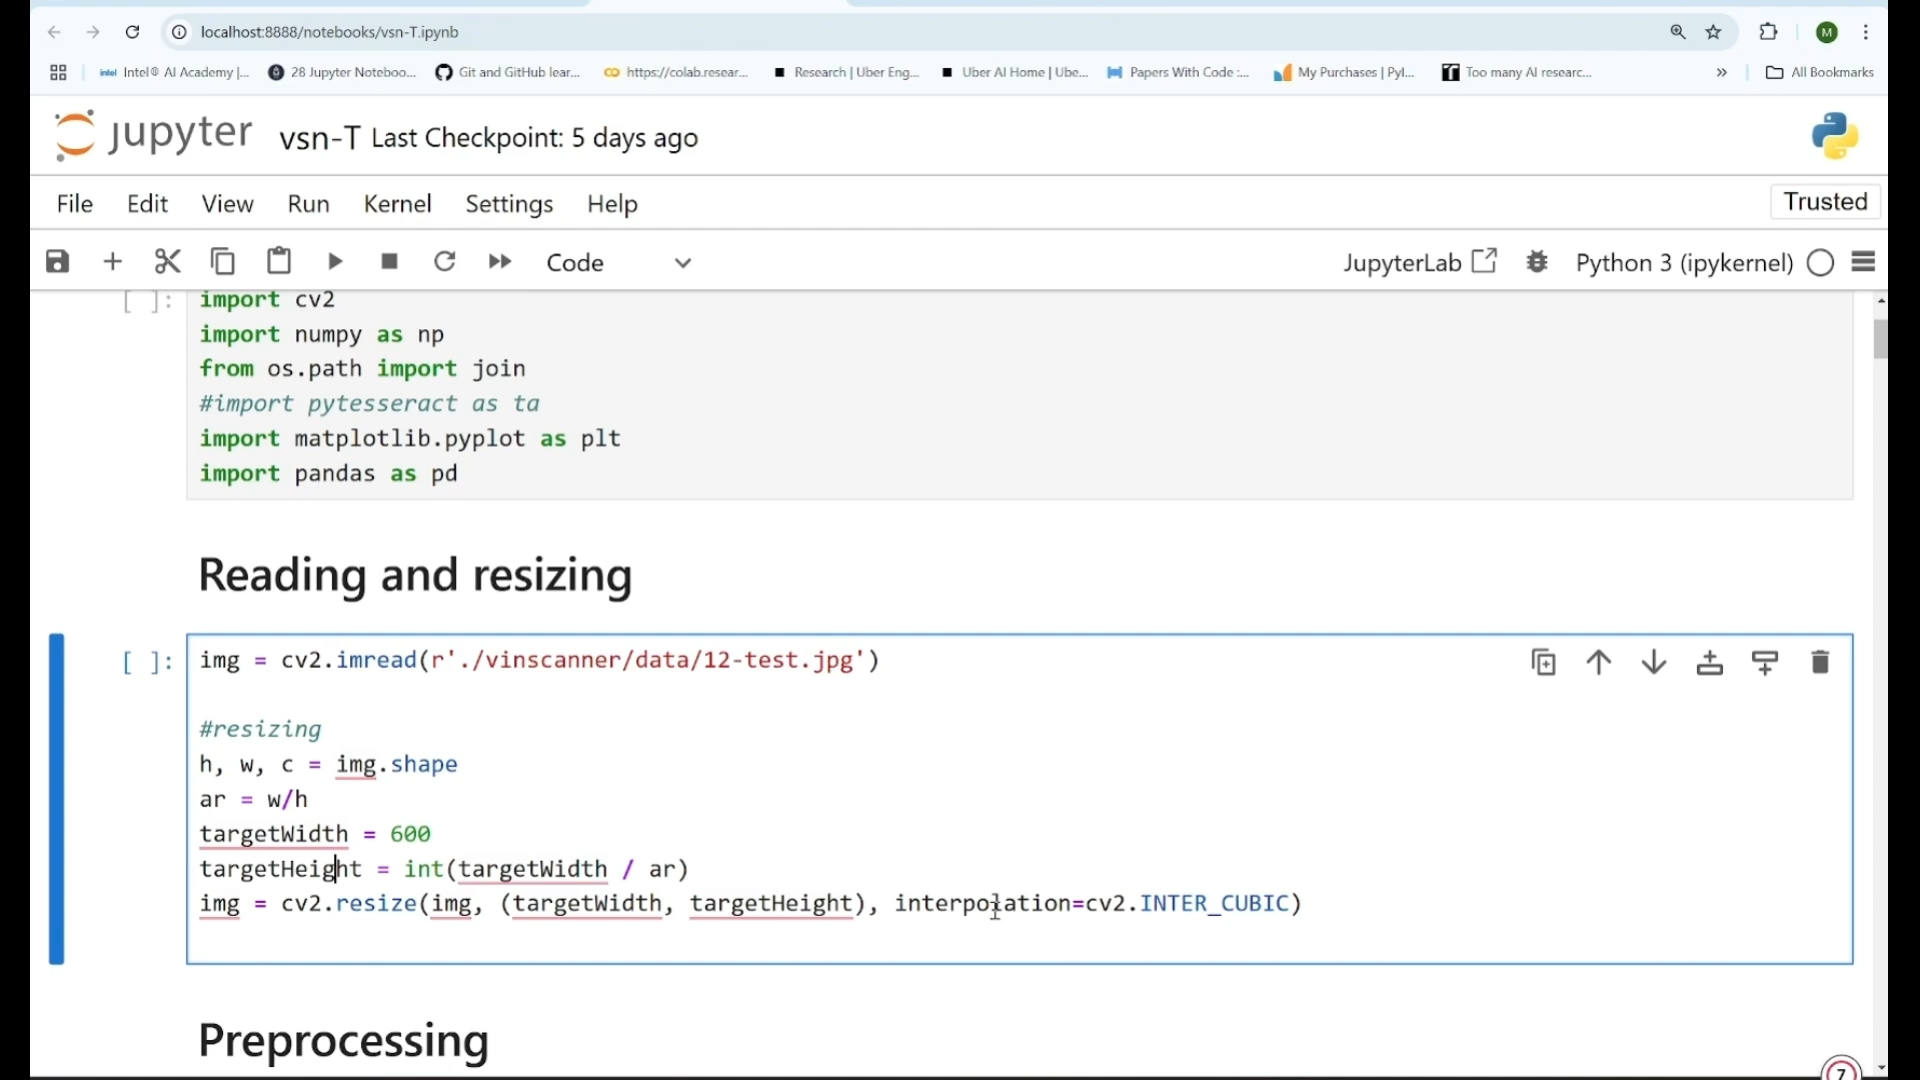 localhost:8888/notebooks/vsn-T.ipynb
M
intel Intel® AI Academy |...
28 Jupyter Noteboo...
Git and GitHub lear...
https://colab.resear...
Research | Uber Eng...
Uber AI Home | Ube...
Papers With Code :...
My Purchases | PyI...
Too many AI researc...
»
All Bookmarks
jupyter vsn-T Last Checkpoint: 5 days ago
File Edit View Run Kernel Settings Help
Trusted
Code
JupyterLab
Python 3 (ipykernel)
[ ]: import cv2
import numpy as np
from os.path import join
#import pytesseract as ta
import matplotlib.pyplot as plt
import pandas as pd
Reading and resizing
[ ]: img = cv2.imread(r'./vinscanner/data/12-test.jpg')
#resizing
h, w, c = img.shape
ar = w/h
targetWidth = 600
targetHeight = int(targetWidth / ar)
img = cv2.resize(img, (targetWidth, targetHeight), interpolation=cv2.INTER_CUBIC)
Preprocessing
7